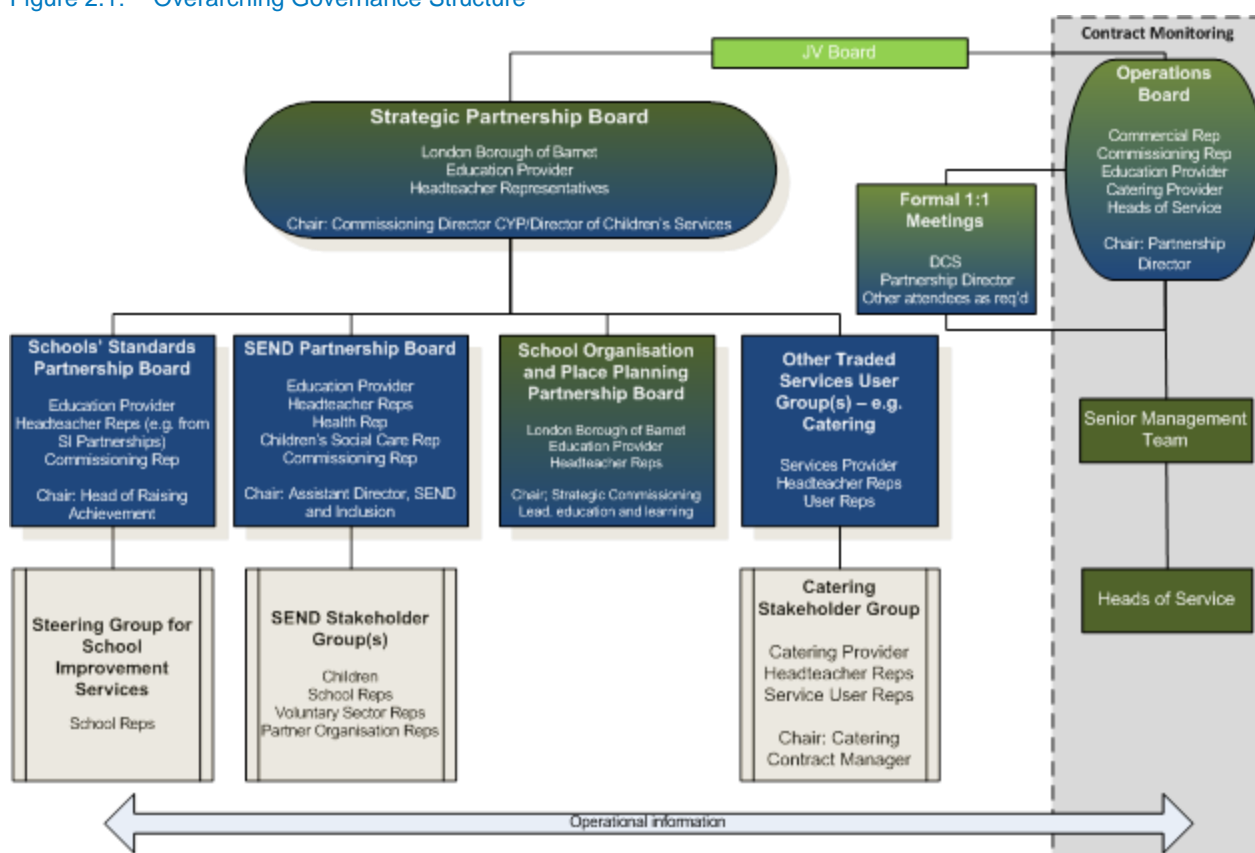 Figure 2.1: Overarching Governance Structure
Contract Monitoring
JV Board
Operations
Board
Commercial Rep
Commissioning Rep
Education Provider
Catering Provider
Heads of Service
Chair: Partnership
Director
Strategic Partnership Board
London Borough of Barnet
Education Provider
Headteacher Representatives
Chair: Commissioning Director CYP/Director of Children's Services
Formal 1:1
Meetings
DCS
Partnership Director
Other attendees as req'd
Schools' Standards
Partnership Board
Education Provider
Headteacher Reps (e.g. from
SI Partnerships)
Commissioning Rep
Chair: Head of Raising
Achievement
SEND Partnership Board
Education Provider
Headteacher Reps
Health Rep
Children's Social Care Rep
Commissioning Rep
Chair: Assistant Director, SEND
and Inclusion
School Organisation
and Place Planning
Partnership Board
London Borough of Barnet
Education Provider
Headteacher Reps
Chair; Strategic Commissioning
Lead, education and learning
Other Traded
Services User
Group(s) – e.g.
Catering
Services Provider
Headteacher Reps
User Reps
Senior Management
Team
Steering Group for
School
Improvement
Services
School Reps
SEND Stakeholder
Group(s)
Children
School Reps
Voluntary Sector Reps
Partner Organisation Reps
Catering
Stakeholder Group
Catering Provider
Headteacher Reps
Service User Reps
Chair: Catering
Contract Manager
Heads of Service
Operational information